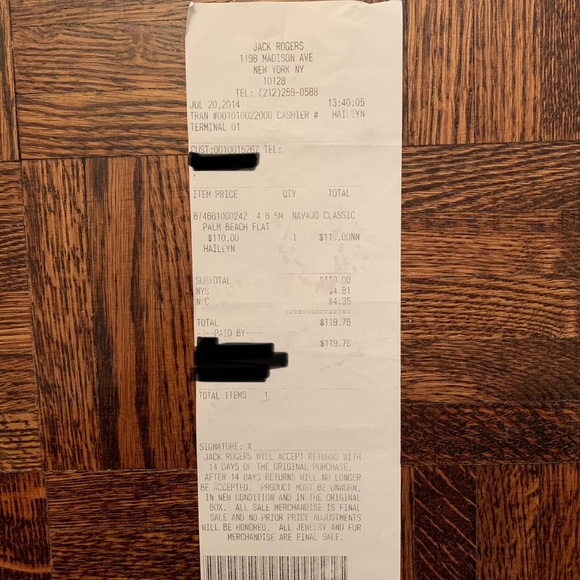 JACK ROGERS
1198 MADISON AVE
NEW YORK NY
10128
TEL: (212)259-0588
JUL 20,2014 13:40:05
TRAN #001010022000 CASHIER # HAILEYN
TERMINAL 01
CUST:0010015267 TEL:
ITEM PRICE QTY TOTAL
874681000242 4 8.5M NAVAJO CLASSIC
PALM BEACH FLAT
$110.00 1 $110.00NN
HAILEYN
SUBTOTAL $110.00
NYS $4.81
NYC $4.95
TOTAL $119.76
----PAID BY----
$119.76
TOTAL ITEMS 1
SIGNATURE: X
JACK ROGERS WILL ACCEPT RETURNS WITH
14 DAYS OF THE ORIGINAL PURCHASE,
AFTER 14 DAYS RETURNS WILL NO LONGER
BE ACCEPTED. PRODUCT MUST BE UNWORN,
IN NEW CONDITION AND IN THE ORIGINAL
BOX. ALL SALE MERCHANDISE IS FINAL
SALE AND NO PRIOR PRICE ADJUSTMENTS
WILL BE HONORED. ALL JEWELRY AND FUR
MERCHANDISE ARE FINAL SALE.